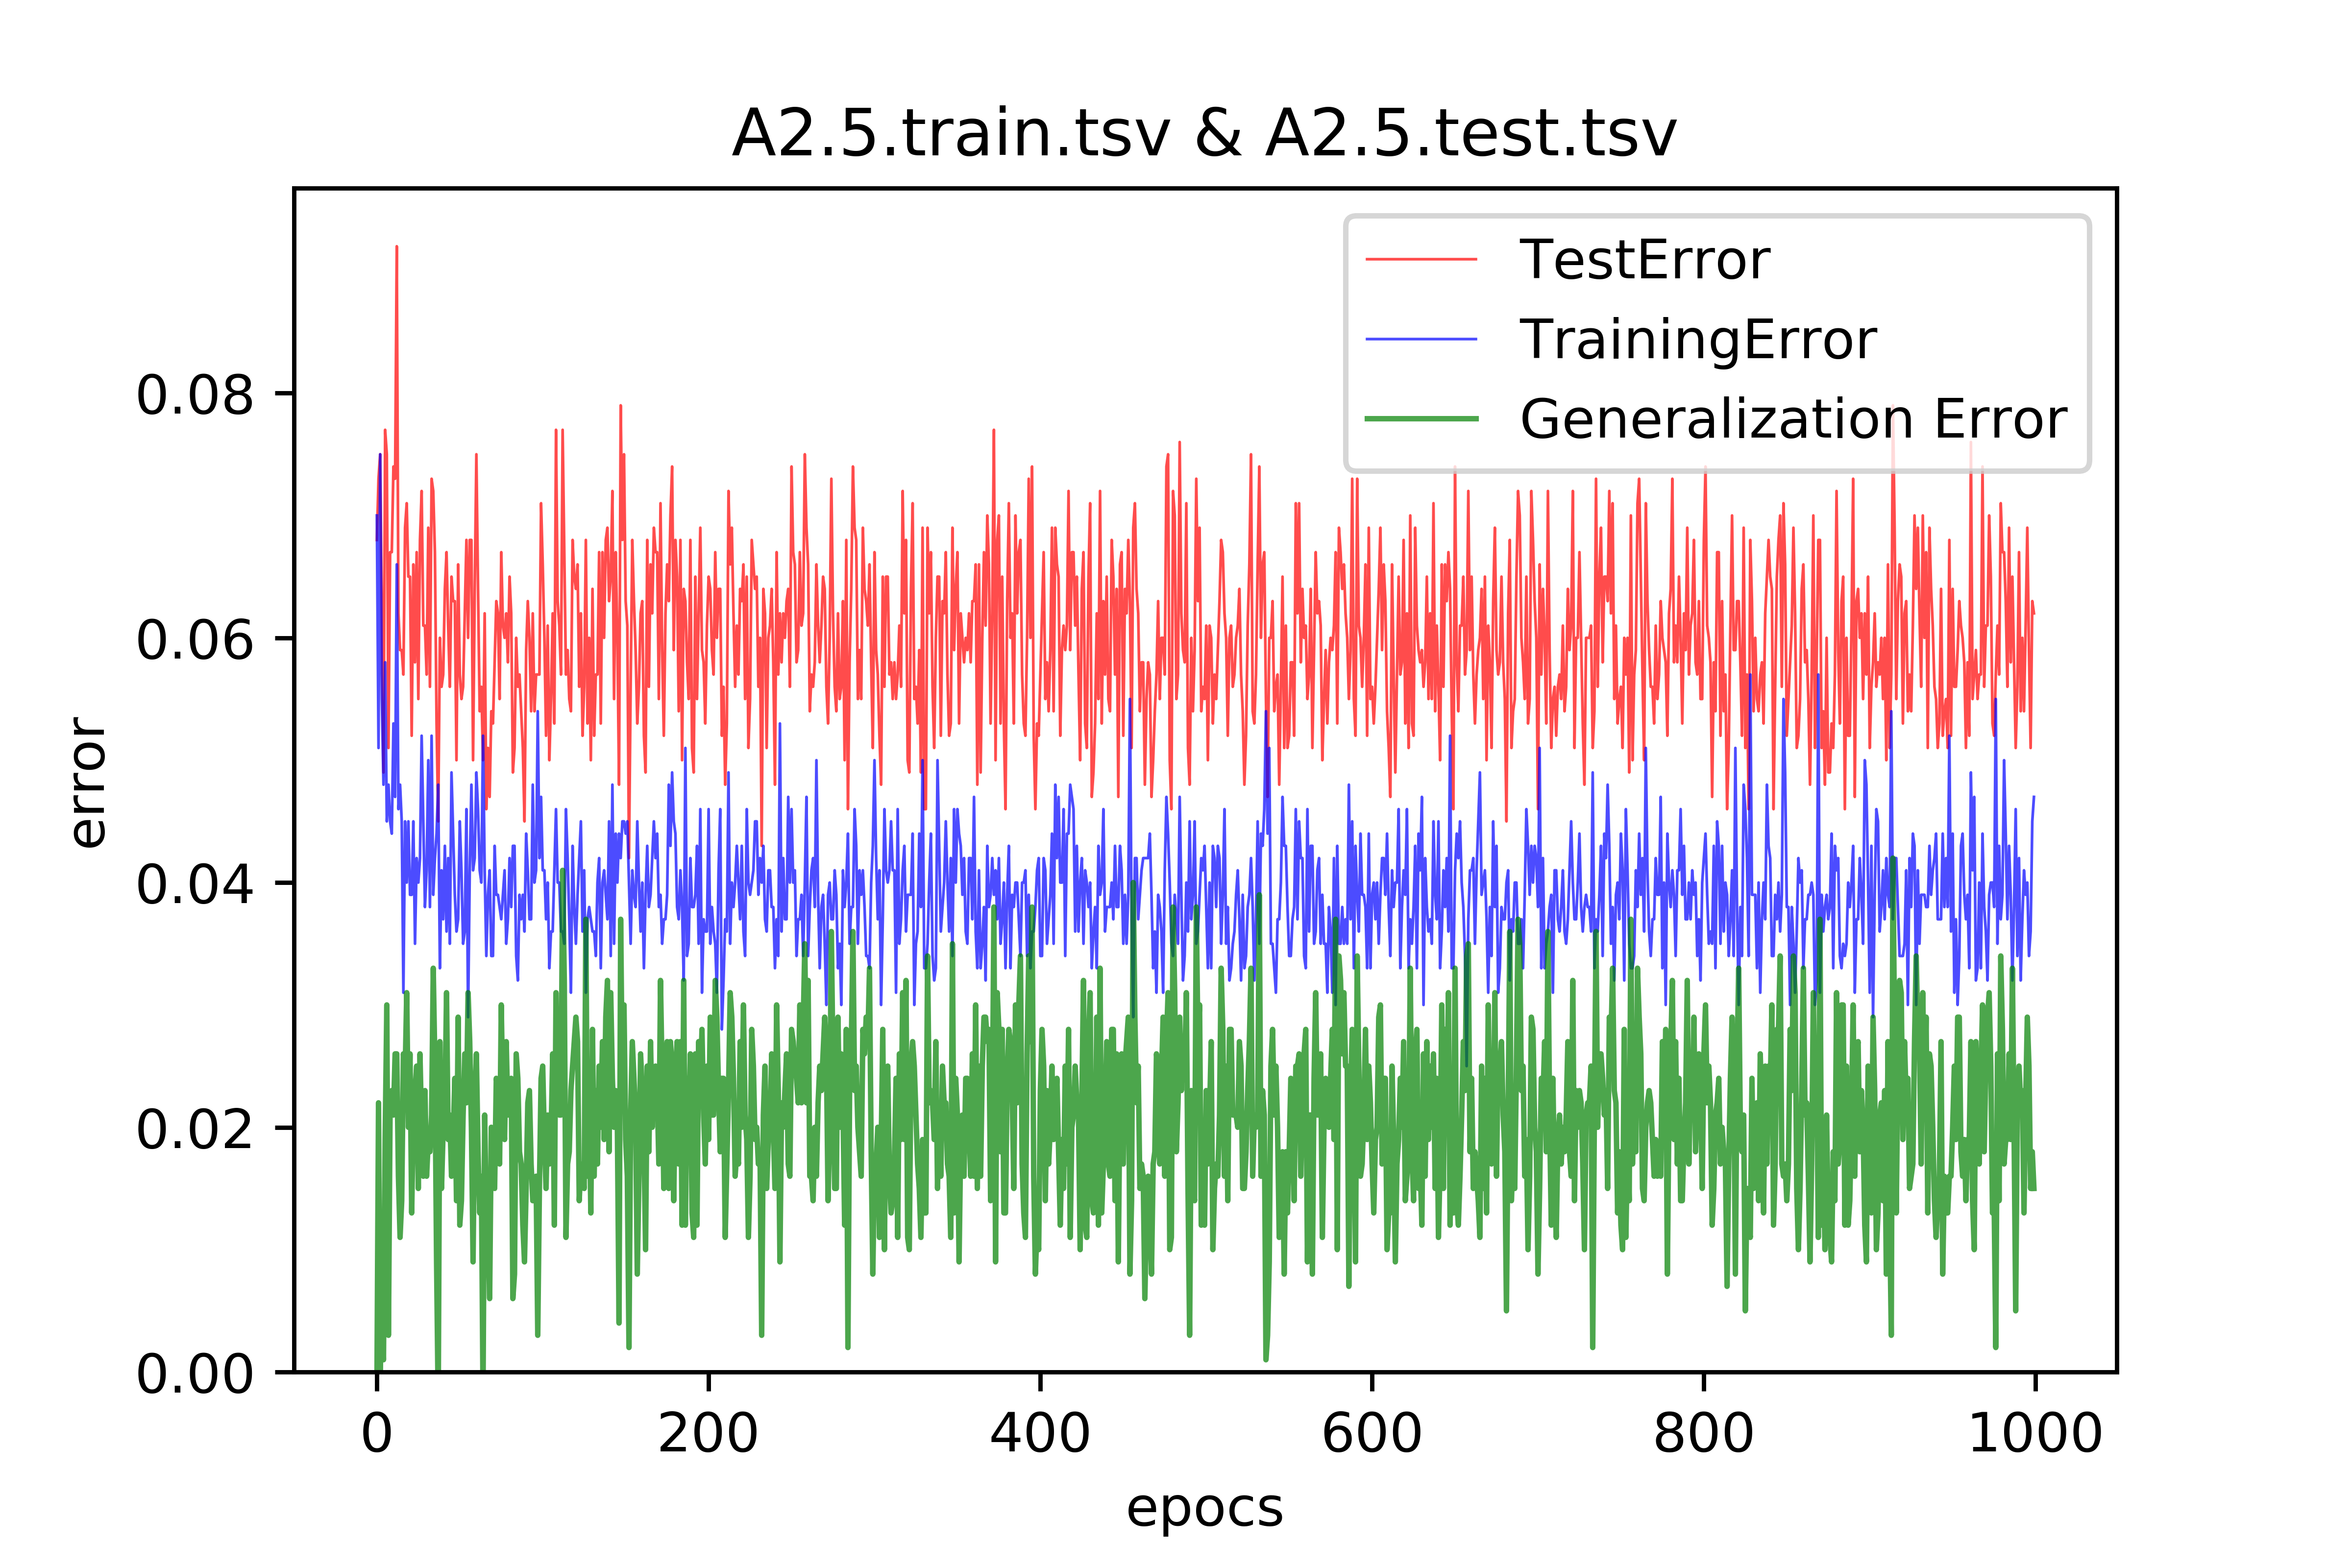 A2.5.train.tsv & A2.5.test.tsv
TestError
TrainingError
Generalization Error
error
0.08
0.06
0.04
0.02
0.00
0 200 400 600 800 1000
epocs